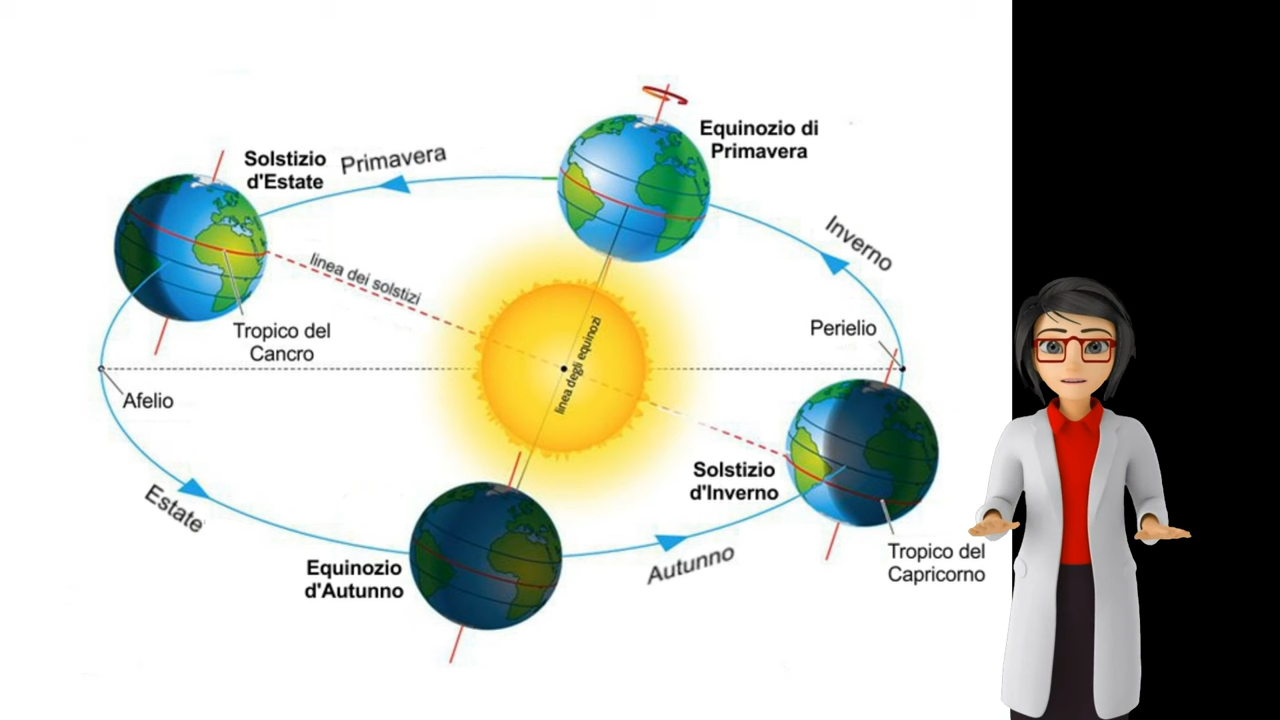 Equinozio di
Primavera
Solstizio
d'Estate
Primavera
Inverno
linea dei solstizi
Tropico del
Cancro
Perielio
linea degli equinozi
Afelio
Solstizio
d'Inverno
Estate
Equinozio
d'Autunno
Autunno
Tropico del
Capricorno